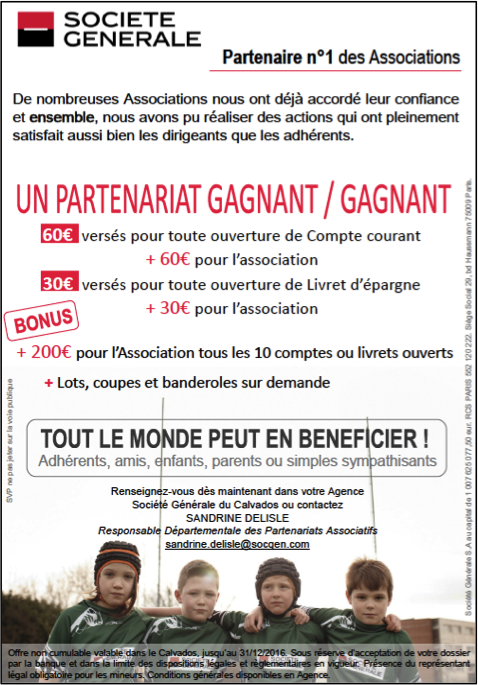 SOCIETE
GENERALE
Partenaire n°1 des Associations
De nombreuses Associations nous ont déjà accordé leur confiance
et ensemble, nous avons pu réaliser des actions qui ont pleinement
satisfait aussi bien les dirigeants que les adhérents.
UN PARTENARIAT GAGNANT / GAGNANT
60€ versés pour toute ouverture de Compte courant
+ 60€ pour l'association
30€ versés pour toute ouverture de Livret d'épargne
+ 30€ pour l'association
BONUS
+ 200€ pour l'Association tous les 10 comptes ou livrets ouverts
+ Lots, coupes et banderoles sur demande
TOUT LE MONDE PEUT EN BENEFICIER !
Adhérents, amis, enfants, parents ou simples sympathisants
Renseignez-vous dès maintenant dans votre Agence
Société Générale du Calvados ou contactez
SANDRINE DELISLE
Responsable Départementale des Partenariats Associatifs
sandrine.delisle@socgen.com
SVP ne pas jeter sur la voie publique
Société Générale S.A au capital de 1 007 625 077,50 eur. RCS PARIS 552 120 222. Siège Social 29, bd Haussmann 75009 Paris.
Offre non cumulable valable dans le Calvados, jusqu'au 31/12/2016. Sous réserve d'acceptation de votre dossier
par la banque et dans la limite des dispositions légales et règlementaires en vigueur. Présence du représentant
légal obligatoire pour les mineurs. Conditions générales disponibles en Agence.